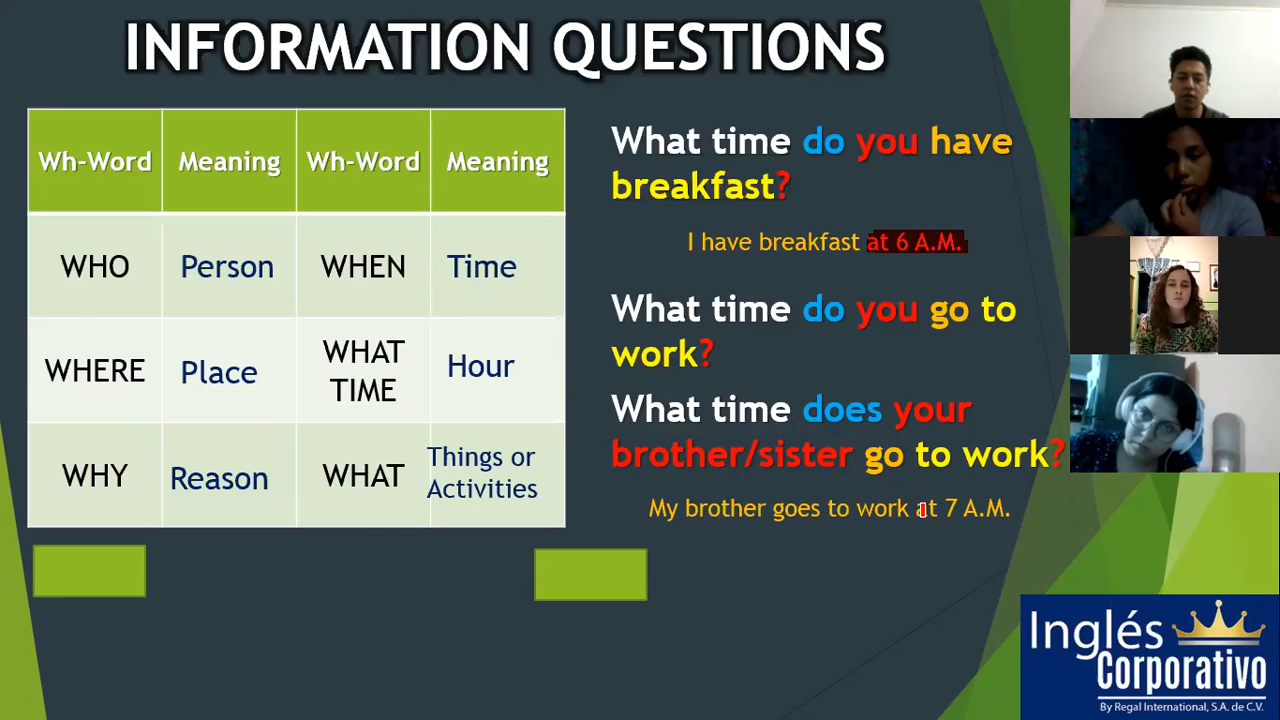 INFORMATION QUESTIONS
Wh-Word Meaning Wh-Word Meaning
WHO Person WHEN Time
WHERE Place WHAT TIME Hour
WHY Reason WHAT Things or Activities
What time do you have
breakfast?
I have breakfast at 6 A.M.
What time do you go to
work?
What time does your
brother/sister go to work?
My brother goes to work at 7 A.M.
Inglés
Corporativo
By Regal International, S.A. de C.V.